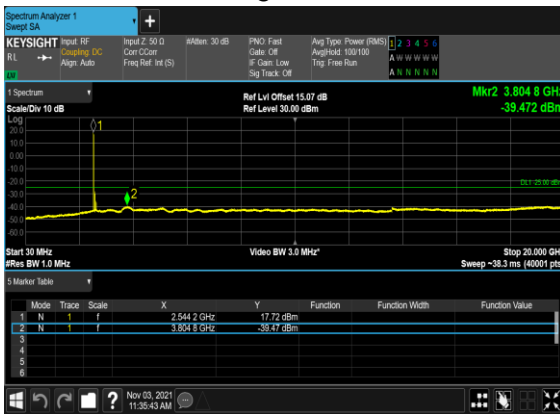 Spectrum Analyzer 1
Swept SA
KEYSIGHT Input: RF Input Z: 50 Ω #Atten: 30 dB PNO: Fast Avg Type: Power (RMS) 1 2 3 4 5 6
RL Coupling: DC Corr CCorr Gate: Off Avg|Hold: 100/100 A W W W W W
Align: Auto Freq Ref: Int (S) IF Gain: Low Trig: Free Run
LV Sig Track: Off A N N N N N
1 Spectrum Ref Lvl Offset 15.07 dB Mkr2 3.804 8 GHz
Scale/Div 10 dB Ref Level 30.00 dBm -39.472 dBm
Log
20.0
1
10.0
0.00
-10.0
-20.0
DL1 -25.00 dBm
-30.0
2
-40.0
-50.0
-60.0
Start 30 MHz Video BW 3.0 MHz* Stop 20.000 GHz
#Res BW 1.0 MHz Sweep ~38.3 ms (40001 pts)
5 Marker Table
Mode Trace Scale X Y Function Function Width Function Value
1 N 1 f 2.544 2 GHz 17.72 dBm
2 N 1 f 3.804 8 GHz -39.47 dBm
3
4
5
6
? Nov 03, 2021
11:35:43 AM